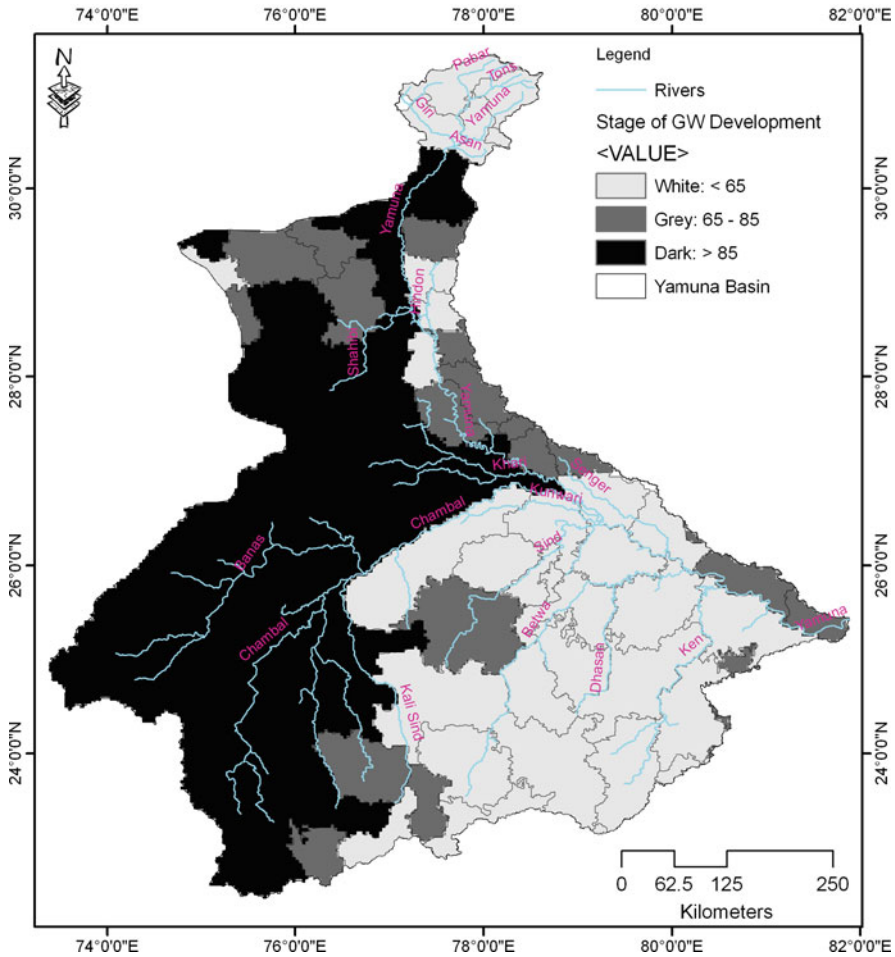 74°0'0"E 76°0'0"E 78°0'0"E 80°0'0"E 82°0'0"E
N
Legend
Rivers
Stage of GW Development
<VALUE>
White: < 65
Grey: 65 - 85
Dark: > 85
Yamuna Basin
Pabar
Tons
Giri
Yamuna
Asan
30°0'0"N
30°0'0"N
Yamuna
Hindon
28°0'0"N
28°0'0"N
Yamuna
Khari
Senger
Kunwari
Chambal
Sind
Banas
26°0'0"N
26°0'0"N
Betwa
Yamuna
Chambal
Dhasan
Ken
Kali Sind
24°0'0"N
24°0'0"N
0 62.5 125 250
Kilometers
74°0'0"E 76°0'0"E 78°0'0"E 80°0'0"E 82°0'0"E